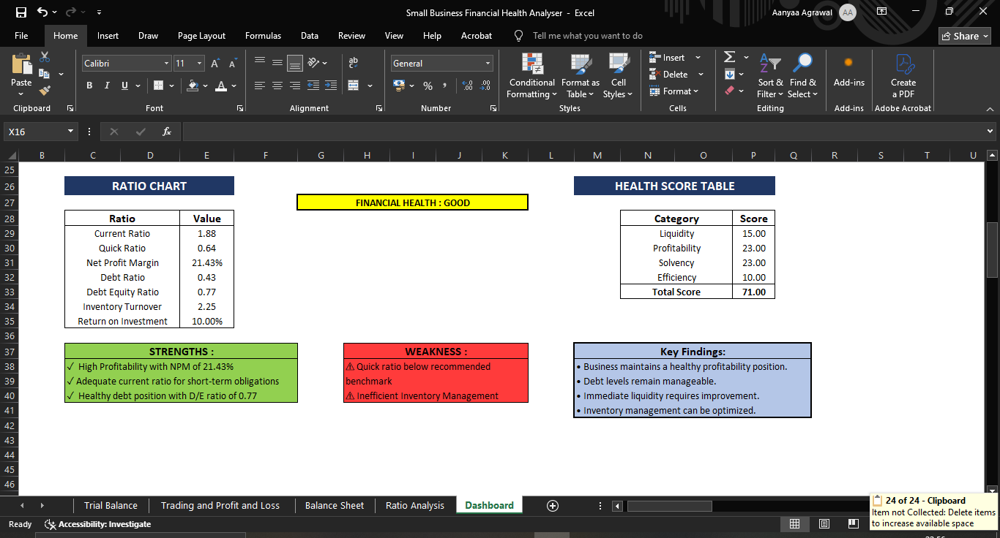 Small Business Financial Health Analyser - Excel
Aanyaa Agrawal AA
File Home Insert Draw Page Layout Formulas Data Review View Help Acrobat Tell me what you want to do Share
Calibri 11
General
Insert
Delete
Format
Paste
Conditional Formatting
Format as Table
Cell Styles
Sort & Filter
Find & Select
Add-ins
Create a PDF
Clipboard Font Alignment Number Styles Cells Editing Add-ins Adobe Acrobat
X16 fx
B C D E F G H I J K L M N O P Q R S T U
25
26 RATIO CHART HEALTH SCORE TABLE
27 FINANCIAL HEALTH : GOOD
28 Ratio Value Category Score
29 Current Ratio 1.88 Liquidity 15.00
30 Quick Ratio 0.64 Profitability 23.00
31 Net Profit Margin 21.43% Solvency 23.00
32 Debt Ratio 0.43 Efficiency 10.00
33 Debt Equity Ratio 0.77 Total Score 71.00
34 Inventory Turnover 2.25
35 Return on Investment 10.00%
36
37 STRENGTHS : WEAKNESS : Key Findings:
38 ✓ High Profitability with NPM of 21.43% ⚠ Quick ratio below recommended • Business maintains a healthy profitability position.
39 ✓ Adequate current ratio for short-term obligations benchmark • Debt levels remain manageable.
40 ✓ Healthy debt position with D/E ratio of 0.77 ⚠ Inefficient Inventory Management • Immediate liquidity requires improvement.
41 • Inventory management can be optimized.
42
43
44
45
46
Trial Balance Trading and Profit and Loss Balance Sheet Ratio Analysis Dashboard
24 of 24 - Clipboard
Item not Collected: Delete items
to increase available space
Ready Accessibility: Investigate